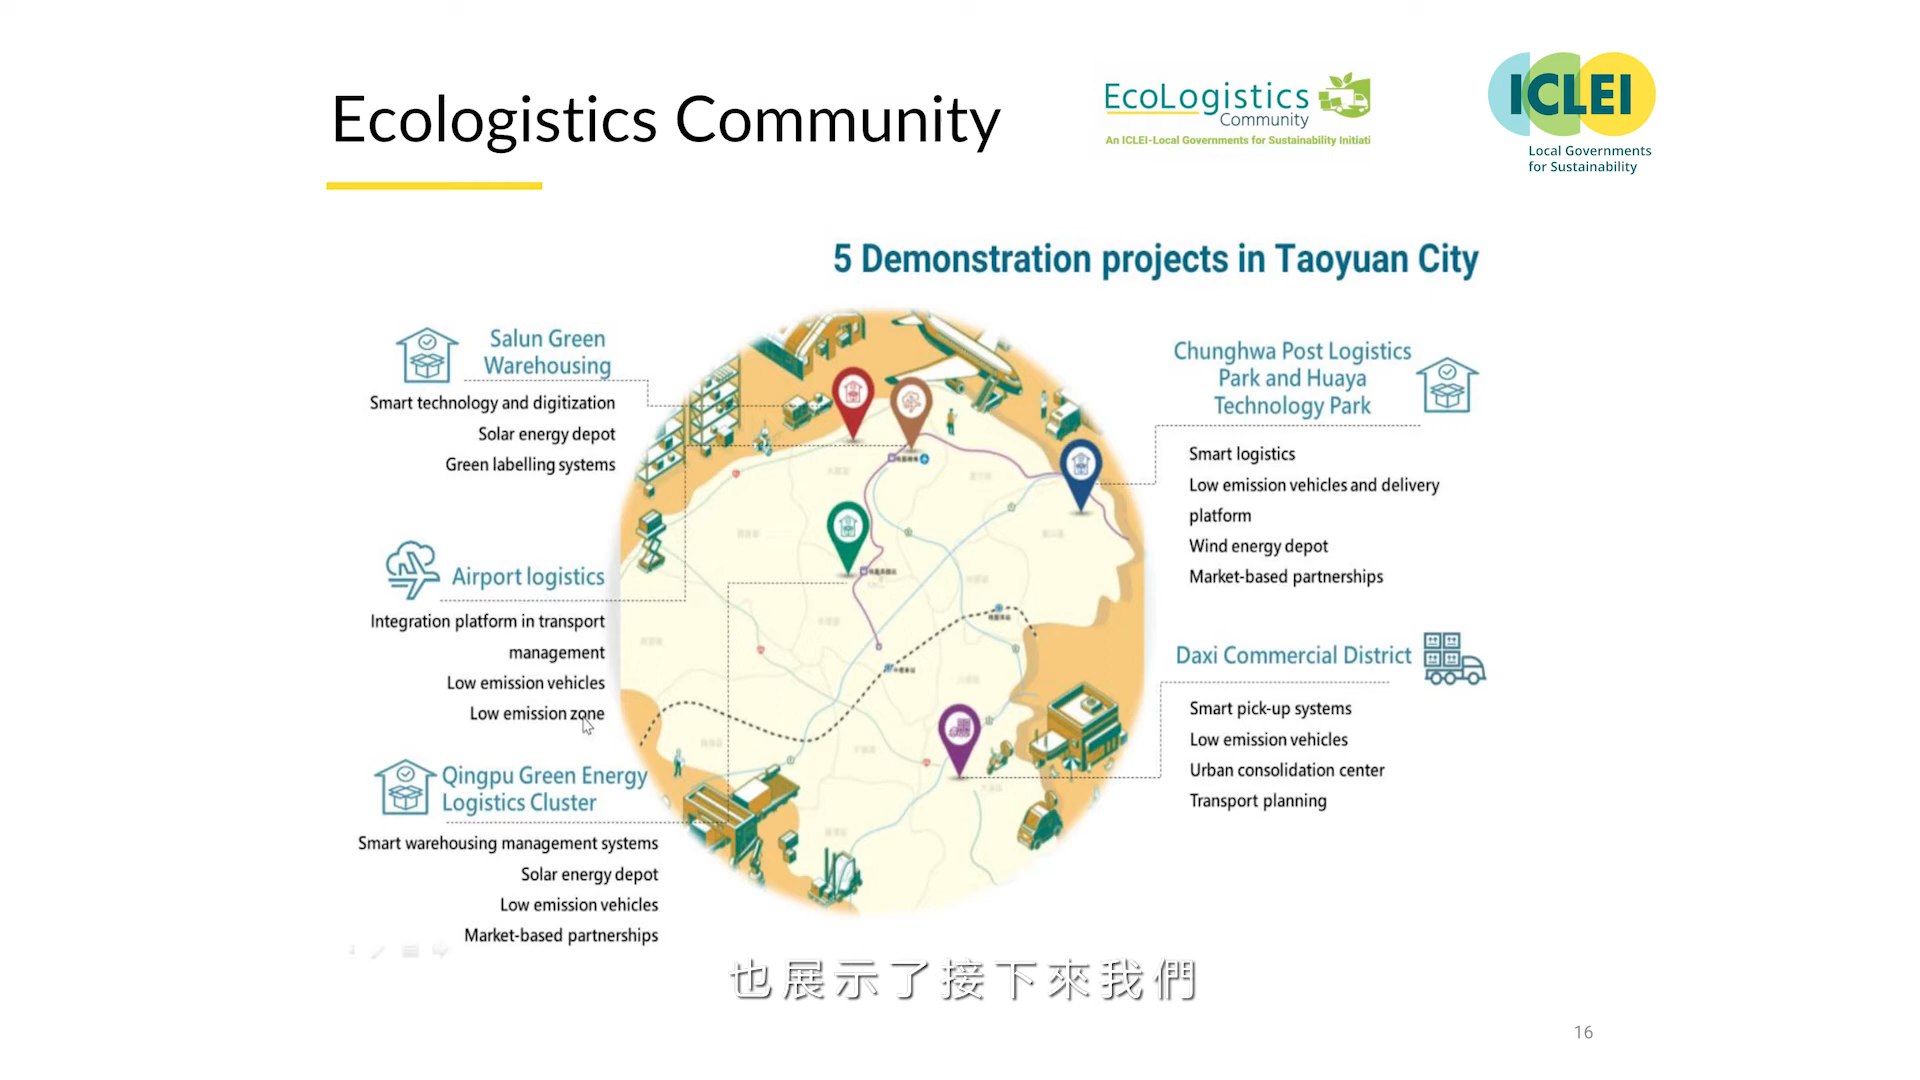 Ecologistics Community
EcoLogistics
Community
An ICLEI-Local Governments for Sustainability Initiati
ICLEI
Local Governments
for Sustainability
5 Demonstration projects in Taoyuan City
Salun Green
Warehousing
Smart technology and digitization
Solar energy depot
Green labelling systems
Airport logistics
Integration platform in transport
management
Low emission vehicles
Low emission zone
Qingpu Green Energy
Logistics Cluster
Smart warehousing management systems
Solar energy depot
Low emission vehicles
Market-based partnerships
Chunghwa Post Logistics
Park and Huaya
Technology Park
Smart logistics
Low emission vehicles and delivery
platform
Wind energy depot
Market-based partnerships
Daxi Commercial District
Smart pick-up systems
Low emission vehicles
Urban consolidation center
Transport planning
也展示了接下來我們
16